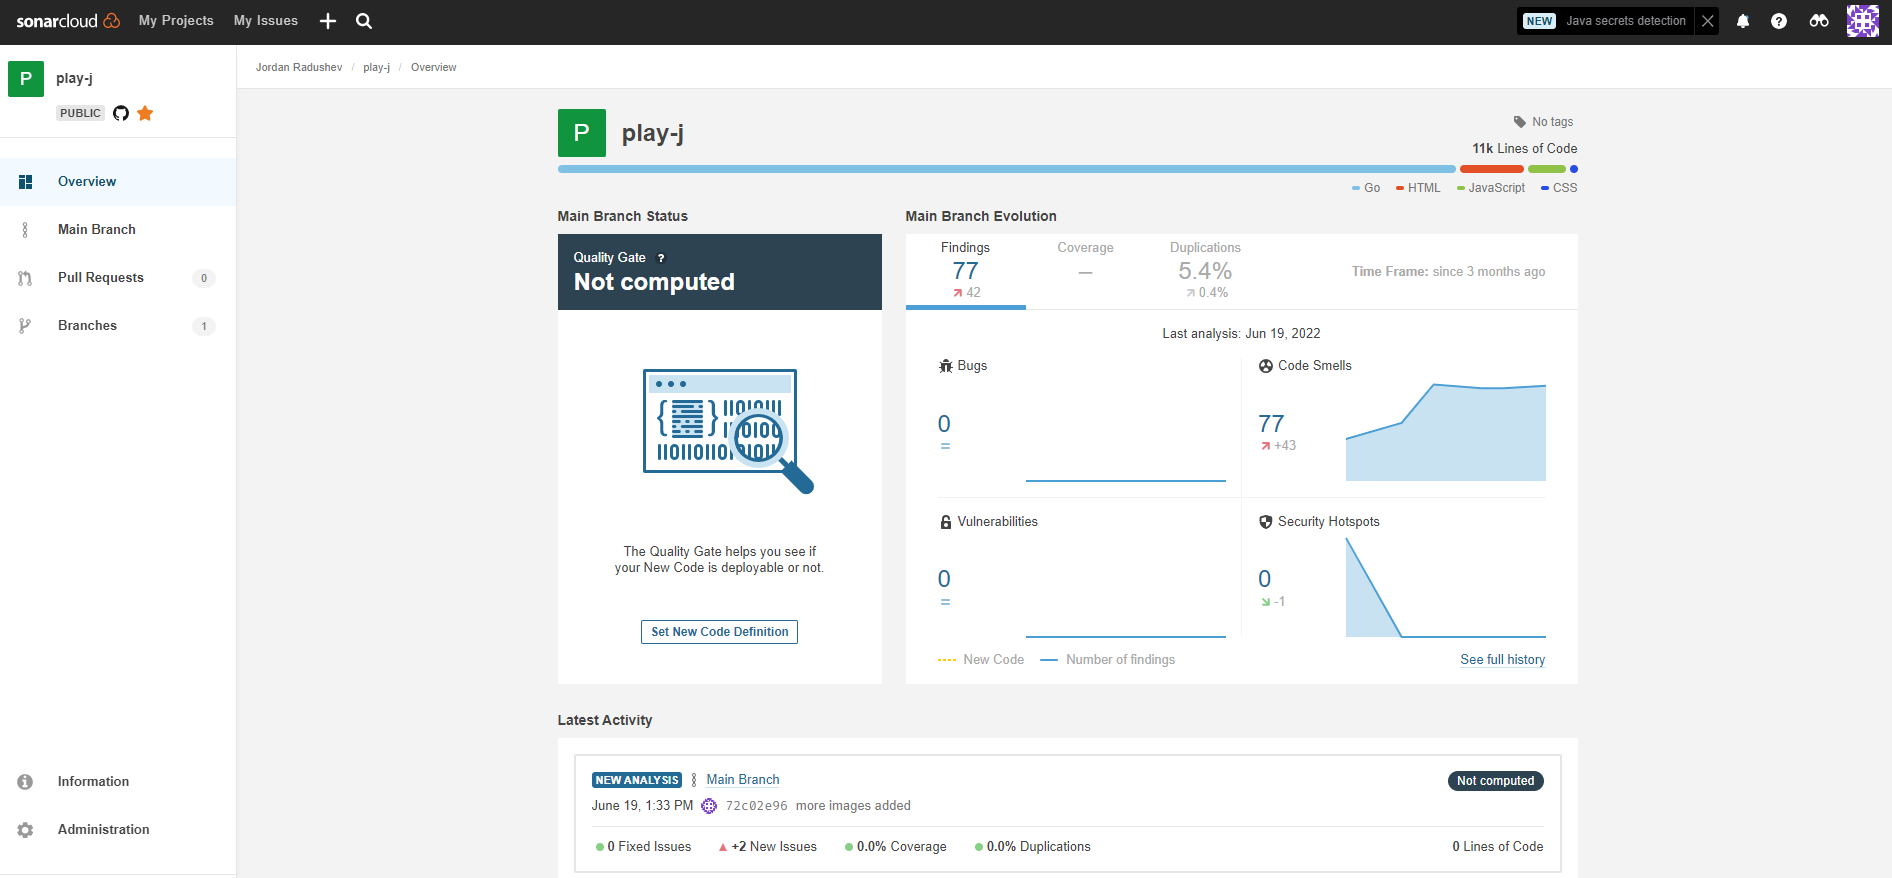 sonarcloud My Projects My Issues NEW Java secrets detection
P play-j
PUBLIC
Overview
Main Branch
Pull Requests 0
Branches 1
Information
Administration
Jordan Radushev / play-j / Overview
P play-j
No tags
11k Lines of Code
Go HTML JavaScript CSS
Main Branch Status
Quality Gate ?
Not computed
The Quality Gate helps you see if
your New Code is deployable or not.
Set New Code Definition
Main Branch Evolution
Findings Coverage Duplications
77 – 5.4%
42 0.4%
Time Frame: since 3 months ago
Last analysis: Jun 19, 2022
Bugs
0
=
Code Smells
77
+43
Vulnerabilities
0
=
Security Hotspots
0
-1
New Code Number of findings See full history
Latest Activity
NEW ANALYSIS Main Branch Not computed
June 19, 1:33 PM 72c02e96 more images added
0 Fixed Issues +2 New Issues 0.0% Coverage 0.0% Duplications 0 Lines of Code